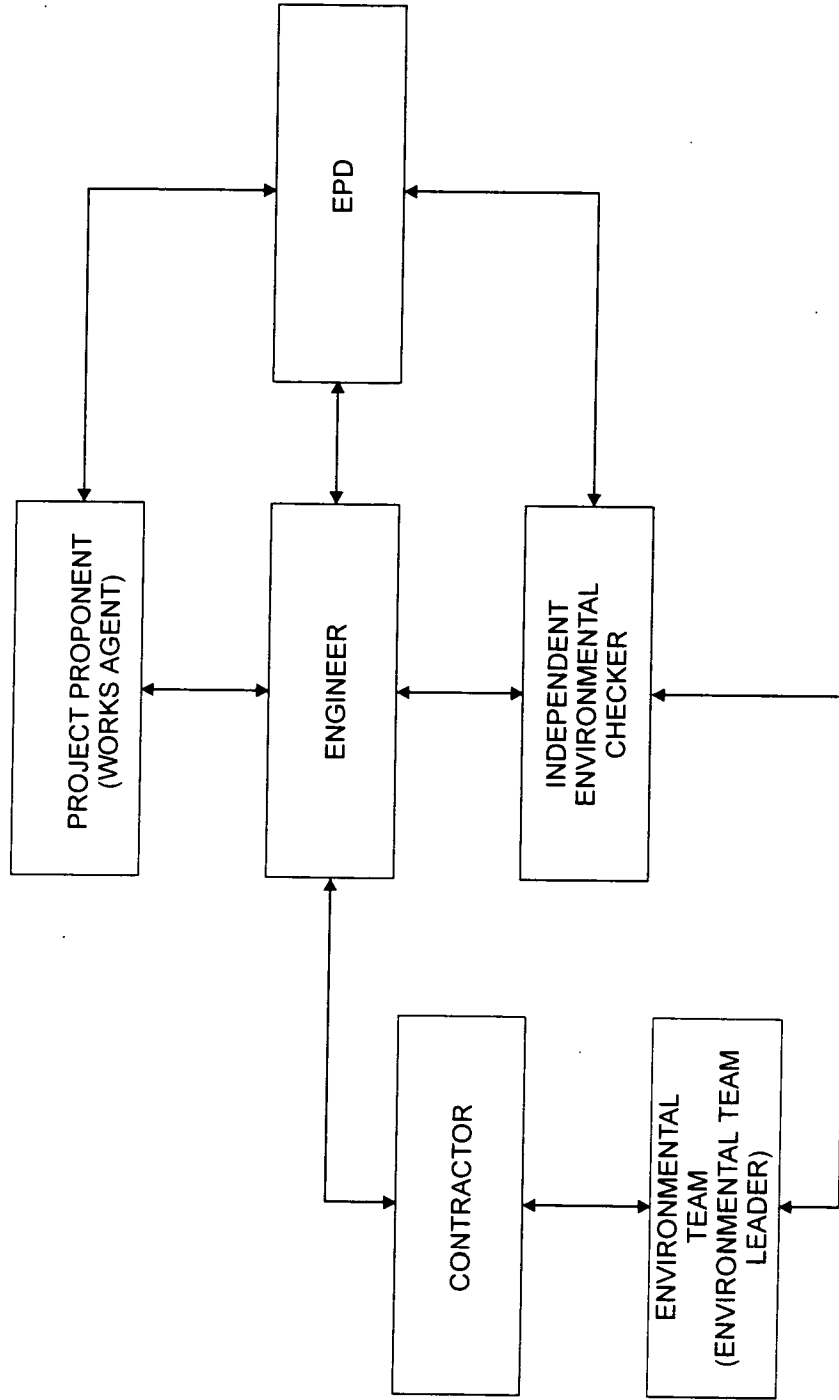 PROJECT PROPONENT
(WORKS AGENT)
ENGINEER
EPD
INDEPENDENT
ENVIRONMENTAL
CHECKER
CONTRACTOR
ENVIRONMENTAL
TEAM
(ENVIRONMENTAL TEAM
LEADER)